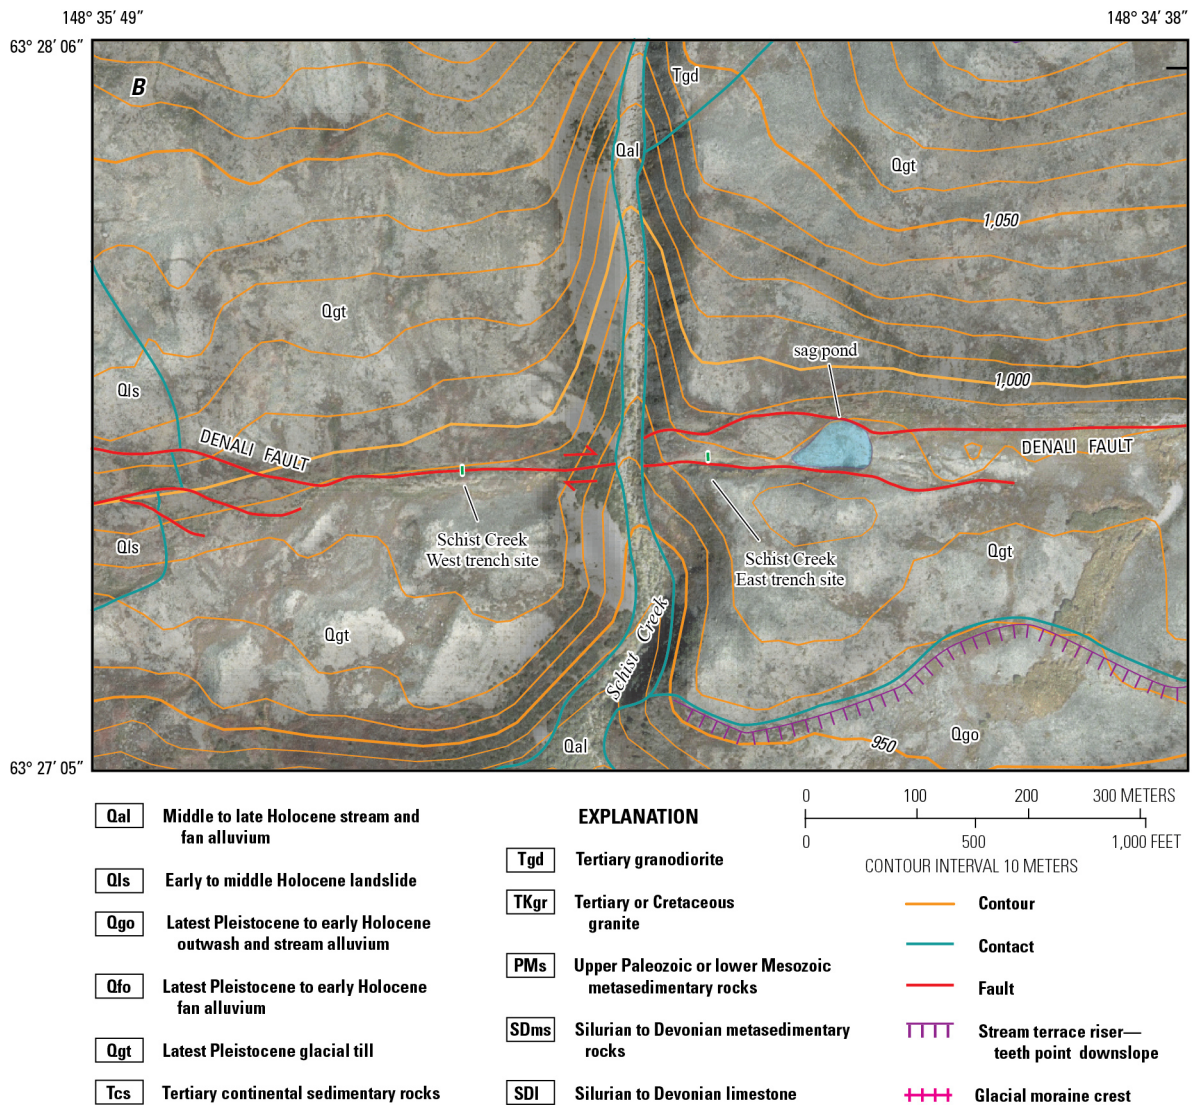 148° 35′ 49″
148° 34′ 38″
63° 28′ 06″
B
Tgd
Qal
Qgt
1,050
Qgt
sag pond
1,000
Qls
DENALI FAULT
DENALI FAULT
Schist Creek
West trench site
Schist Creek
East trench site
Qls
Qgt
Qgt
Schist Creek
Qal
950
Qgo
63° 27′ 05″
Qal Middle to late Holocene stream and
fan alluvium
Qls Early to middle Holocene landslide
Qgo Latest Pleistocene to early Holocene
outwash and stream alluvium
Qfo Latest Pleistocene to early Holocene
fan alluvium
Qgt Latest Pleistocene glacial till
Tcs Tertiary continental sedimentary rocks
EXPLANATION
Tgd Tertiary granodiorite
TKgr Tertiary or Cretaceous
granite
PMs Upper Paleozoic or lower Mesozoic
metasedimentary rocks
SDms Silurian to Devonian metasedimentary
rocks
SDl Silurian to Devonian limestone
0 100 200 300 METERS
0 500 1,000 FEET
CONTOUR INTERVAL 10 METERS
Contour
Contact
Fault
Stream terrace riser—
teeth point downslope
Glacial moraine crest